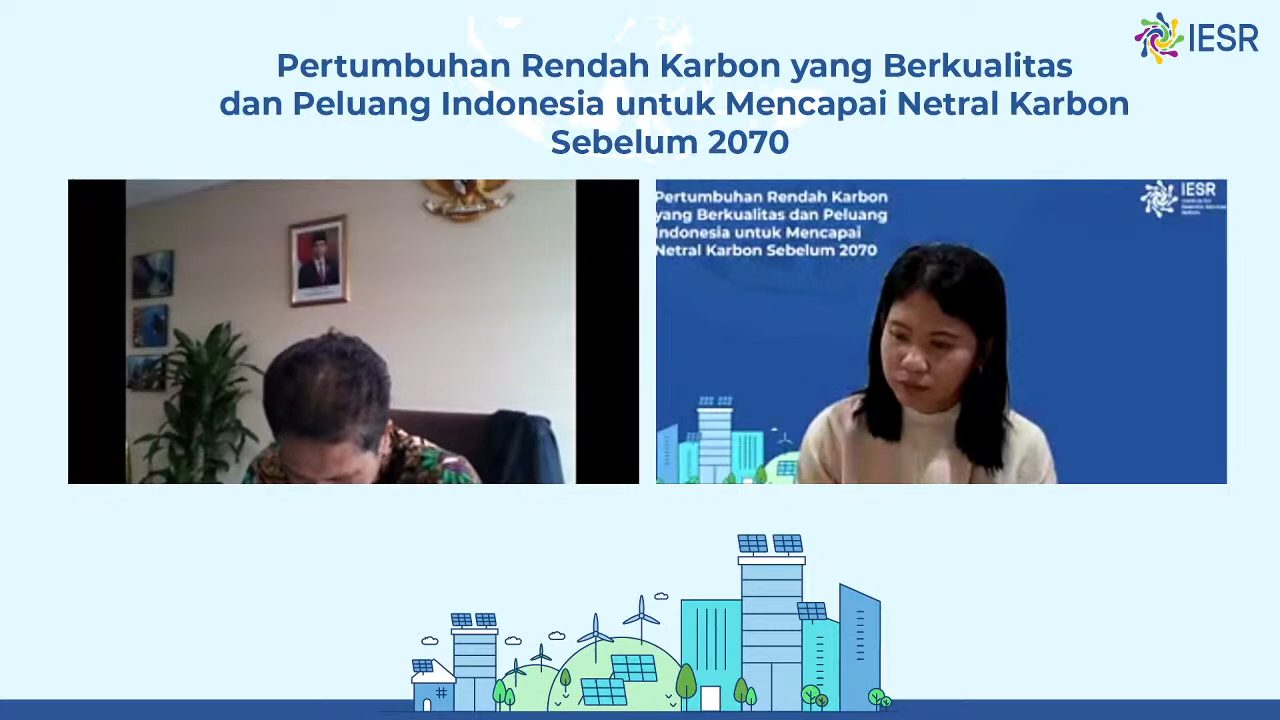 IESR
Pertumbuhan Rendah Karbon yang Berkualitas
dan Peluang Indonesia untuk Mencapai Netral Karbon
Sebelum 2070
Pertumbuhan Rendah Karbon
yang Berkualitas dan Peluang
Indonesia untuk Mencapai
Netral Karbon Sebelum 2070
IESR